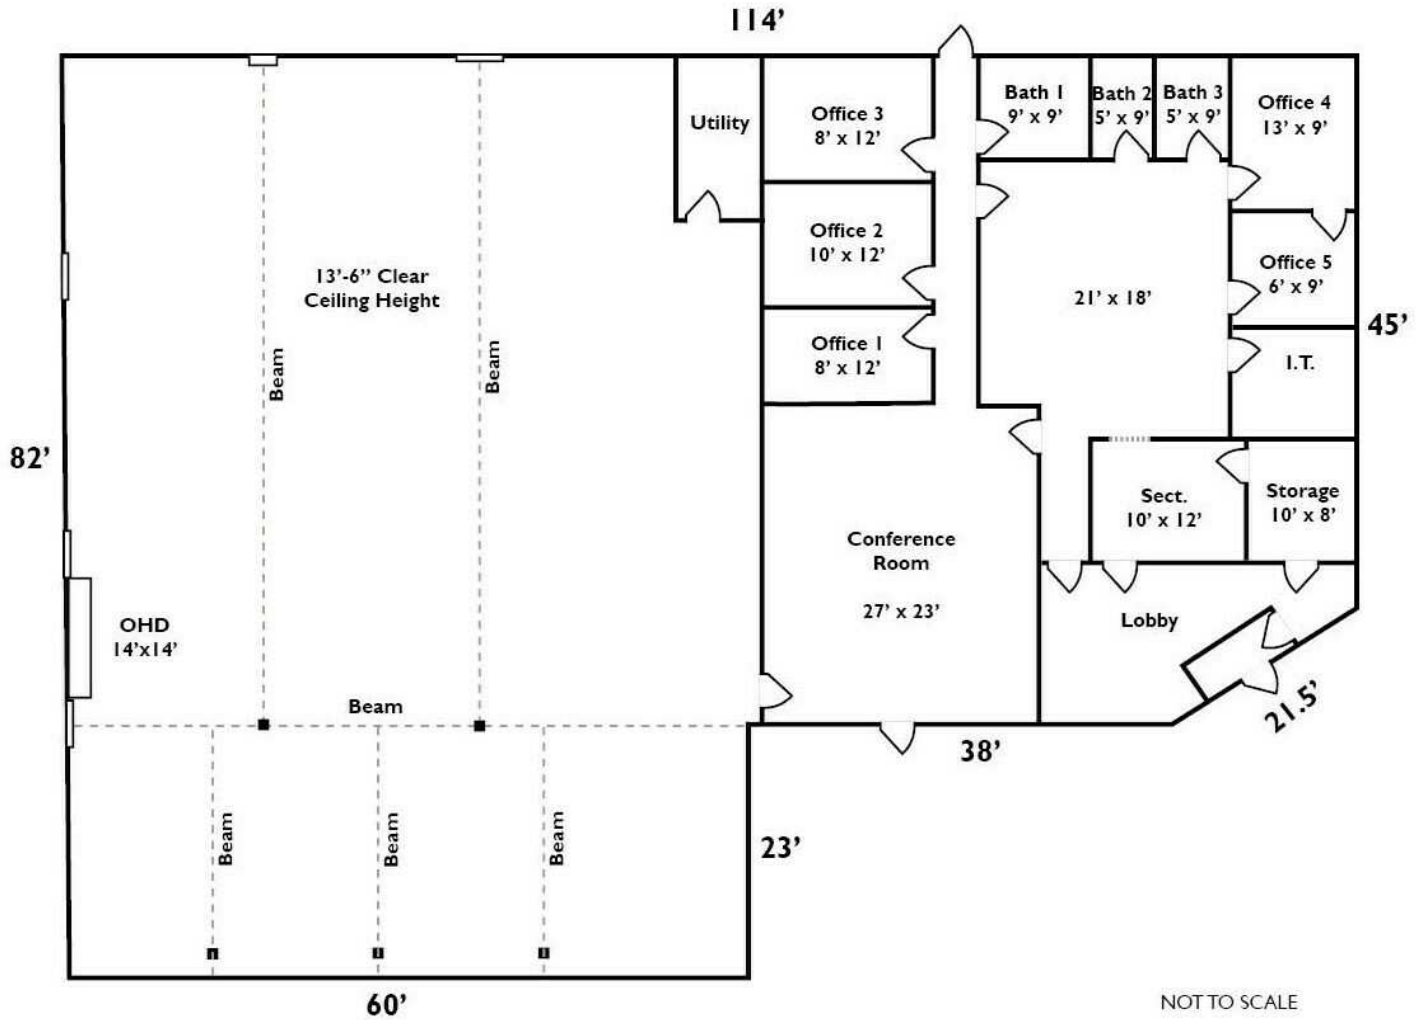 114’
Utility
Office 3
8’ x 12’
Bath 1
9’ x 9’
Bath 2
5’ x 9’
Bath 3
5’ x 9’
Office 4
13’ x 9’
Office 2
10’ x 12’
13’-6” Clear
Ceiling Height
21’ x 18’
Office 5
6’ x 9’
45’
Office 1
8’ x 12’
I.T.
Beam
Beam
82’
Sect.
10’ x 12’
Storage
10’ x 8’
Conference
Room
27’ x 23’
OHD
14’x14’
Lobby
Beam
21.5’
38’
Beam
Beam
Beam
23’
60’
NOT TO SCALE